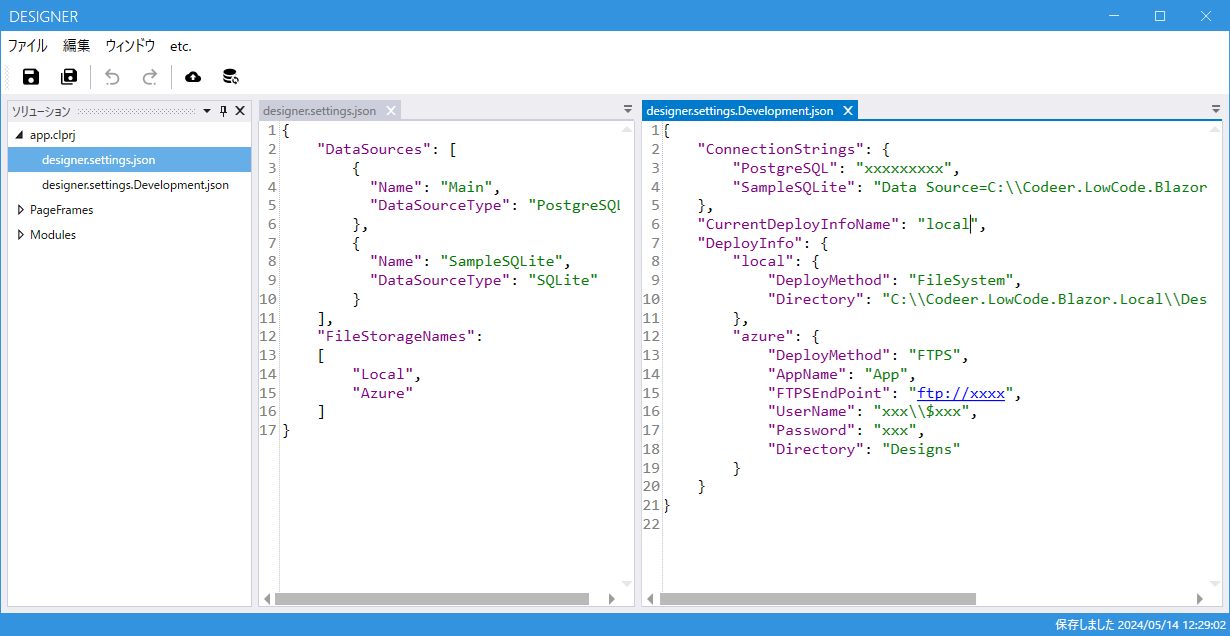 DESIGNER
ファイル 編集 ウィンドウ etc.
ソリューション
app.clprj
designer.settings.json
designer.settings.Development.json
PageFrames
Modules
designer.settings.json
1 {
2 "DataSources": [
3 {
4 "Name": "Main",
5 "DataSourceType": "PostgreSQL
6 },
7 {
8 "Name": "SampleSQLite",
9 "DataSourceType": "SQLite"
10 }
11 ],
12 "FileStorageNames":
13 [
14 "Local",
15 "Azure"
16 ]
17 }
designer.settings.Development.json
1 {
2 "ConnectionStrings": {
3 "PostgreSQL": "xxxxxxxxx",
4 "SampleSQLite": "Data Source=C:\\Codeer.LowCode.Blazor
5 },
6 "CurrentDeployInfoName": "local",
7 "DeployInfo": {
8 "local": {
9 "DeployMethod": "FileSystem",
10 "Directory": "C:\\Codeer.LowCode.Blazor.Local\\Des
11 },
12 "azure": {
13 "DeployMethod": "FTPS",
14 "AppName": "App",
15 "FTPSEndPoint": "ftp://xxxx",
16 "UserName": "xxx\\$xxx",
17 "Password": "xxx",
18 "Directory": "Designs"
19 }
20 }
21 }
22
保存しました 2024/05/14 12:29:02